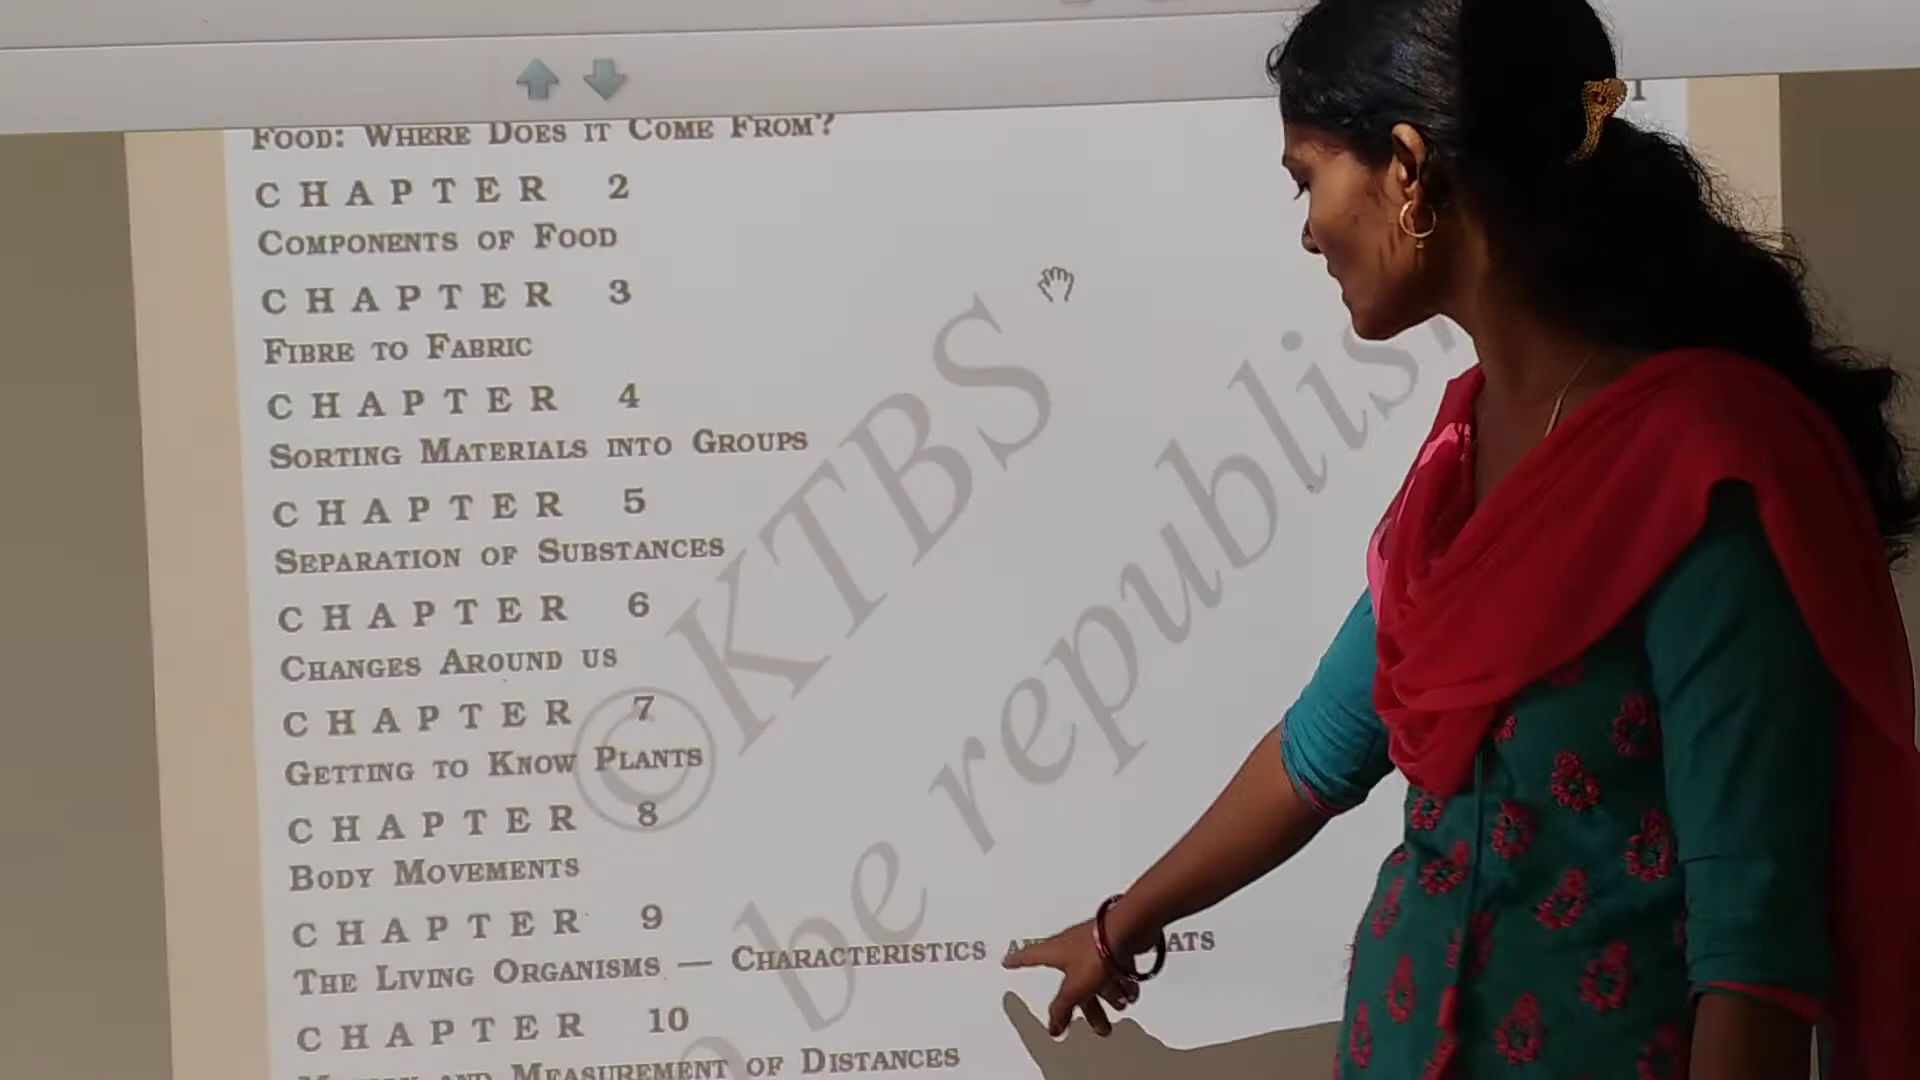 1
FOOD: WHERE DOES IT COME FROM?
CHAPTER 2
COMPONENTS OF FOOD
CHAPTER 3
FIBRE TO FABRIC
CHAPTER 4
SORTING MATERIALS INTO GROUPS
CHAPTER 5
SEPARATION OF SUBSTANCES
CHAPTER 6
CHANGES AROUND US
CHAPTER 7
GETTING TO KNOW PLANTS
CHAPTER 8
BODY MOVEMENTS
CHAPTER 9
THE LIVING ORGANISMS — CHARACTERISTICS
CHAPTER 10
AND MEASUREMENT OF DISTANCES
©KTBS
be republis